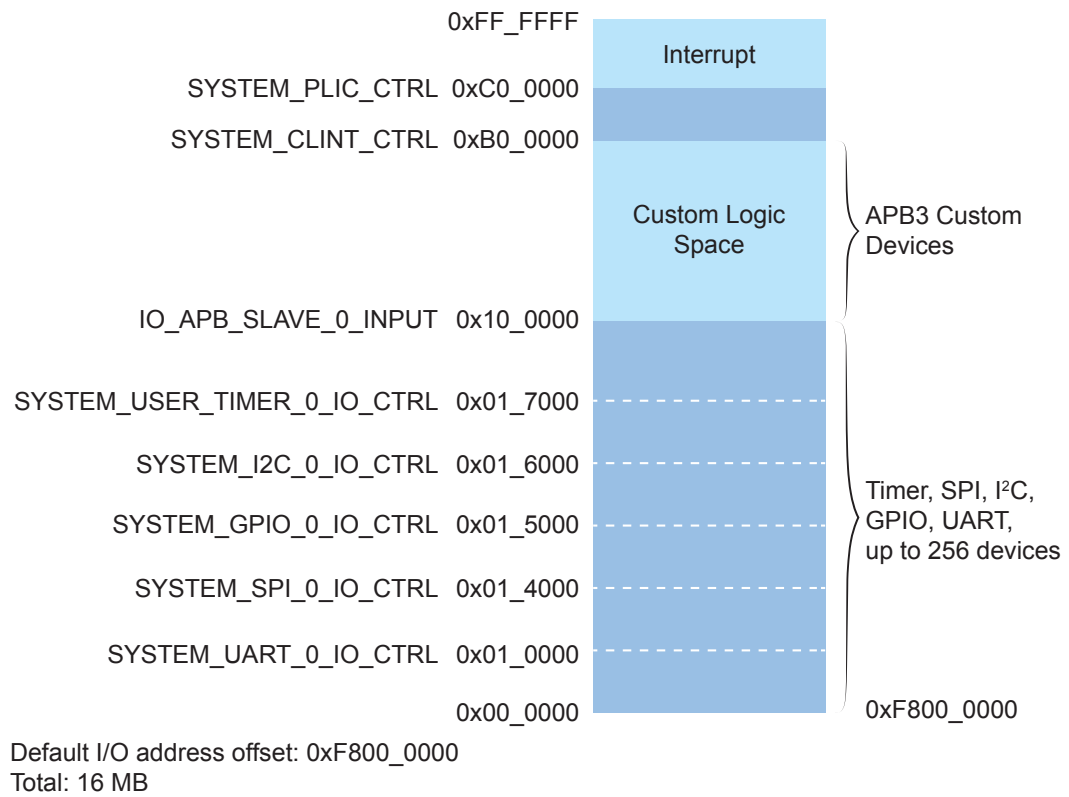 0xFF_FFFF
Interrupt
SYSTEM_PLIC_CTRL 0xC0_0000
SYSTEM_CLINT_CTRL 0xB0_0000
Custom Logic
Space
APB3 Custom
Devices
IO_APB_SLAVE_0_INPUT 0x10_0000
SYSTEM_USER_TIMER_0_IO_CTRL 0x01_7000
SYSTEM_I2C_0_IO_CTRL 0x01_6000
SYSTEM_GPIO_0_IO_CTRL 0x01_5000
SYSTEM_SPI_0_IO_CTRL 0x01_4000
SYSTEM_UART_0_IO_CTRL 0x01_0000
Timer, SPI, I²C,
GPIO, UART,
up to 256 devices
0x00_0000
0xF800_0000
Default I/O address offset: 0xF800_0000
Total: 16 MB